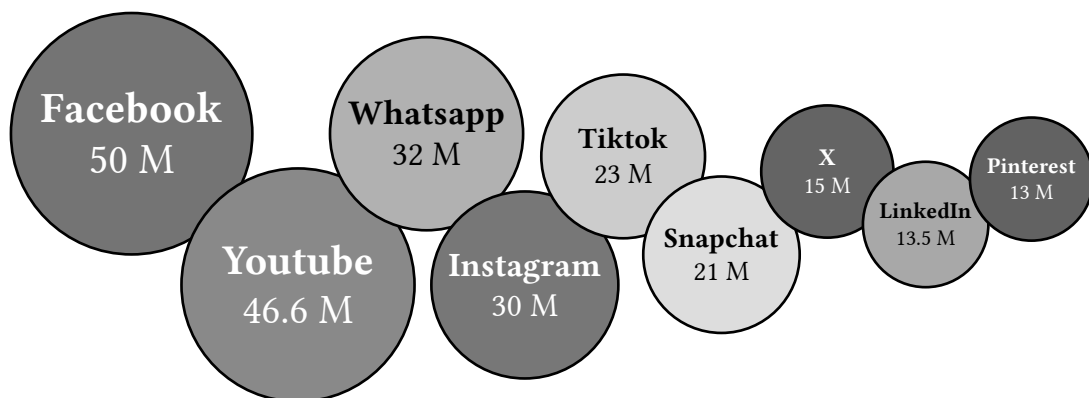 Facebook
50 M
Youtube
46.6 M
Whatsapp
32 M
Instagram
30 M
Tiktok
23 M
Snapchat
21 M
X
15 M
LinkedIn
13.5 M
Pinterest
13 M